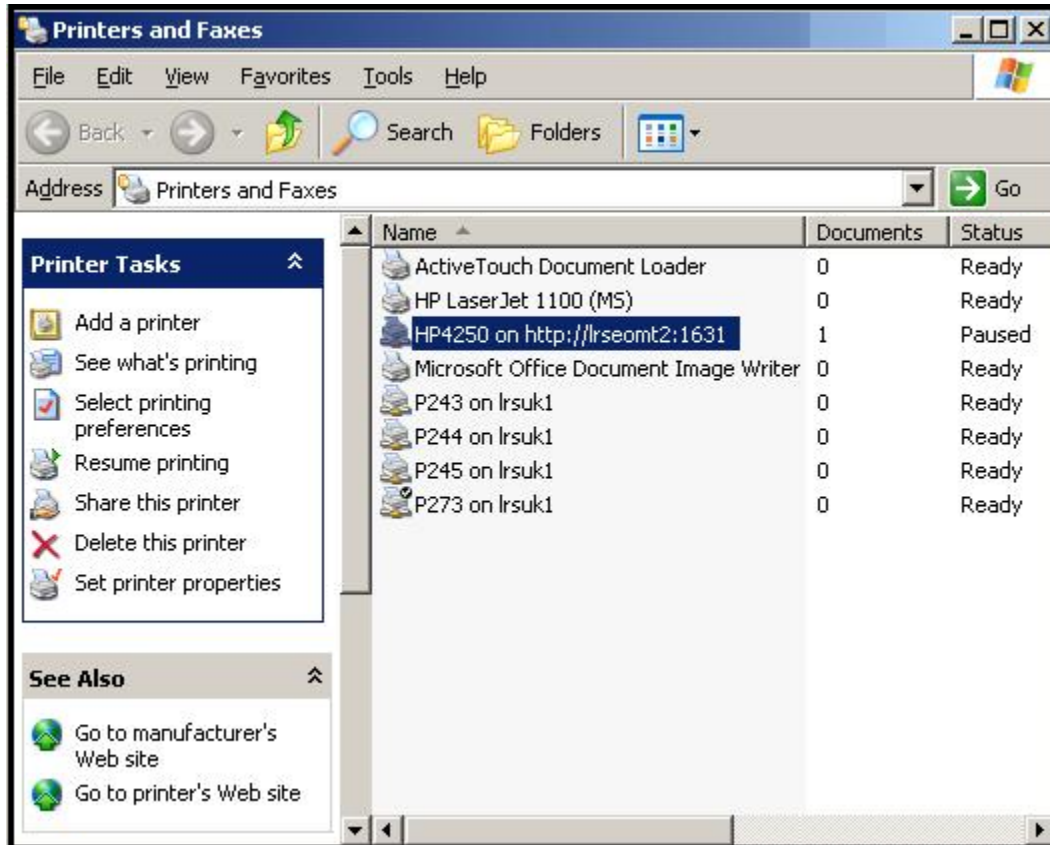 Printers and Faxes
File Edit View Favorites Tools Help
Back Search Folders
Address Printers and Faxes Go
Name Documents Status
Printer Tasks
Add a printer
See what's printing
Select printing
preferences
Resume printing
Share this printer
Delete this printer
Set printer properties
See Also
Go to manufacturer's
Web site
Go to printer's Web site
ActiveTouch Document Loader 0 Ready
HP LaserJet 1100 (MS) 0 Ready
HP4250 on http://lrseomt2:1631 1 Paused
Microsoft Office Document Image Writer 0 Ready
P243 on lrsuk1 0 Ready
P244 on lrsuk1 0 Ready
P245 on lrsuk1 0 Ready
P273 on lrsuk1 0 Ready